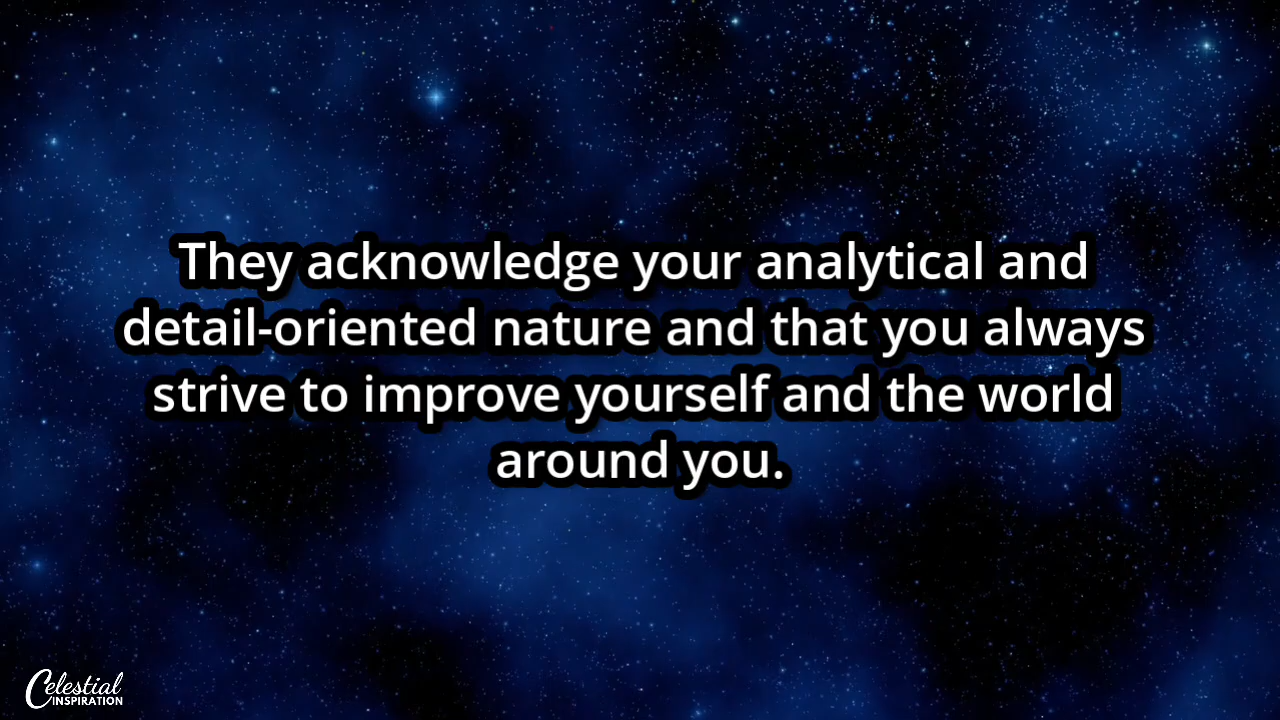 They acknowledge your analytical and
detail-oriented nature and that you always
strive to improve yourself and the world
around you.
Celestial
INSPIRATION